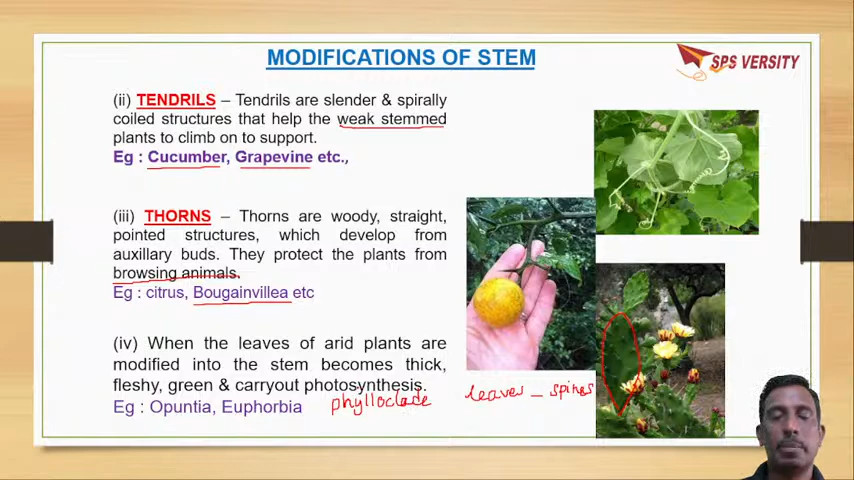 MODIFICATIONS OF STEM
SPS VERSITY
(ii) TENDRILS – Tendrils are slender & spirally
coiled structures that help the weak stemmed
plants to climb on to support.
Eg : Cucumber, Grapevine etc.,
(iii) THORNS – Thorns are woody, straight,
pointed structures, which develop from
auxillary buds. They protect the plants from
browsing animals.
Eg : citrus, Bougainvillea etc
(iv) When the leaves of arid plants are
modified into the stem becomes thick,
fleshy, green & carryout photosynthesis.
Eg : Opuntia, Euphorbia
phylloclade
leaves – spines